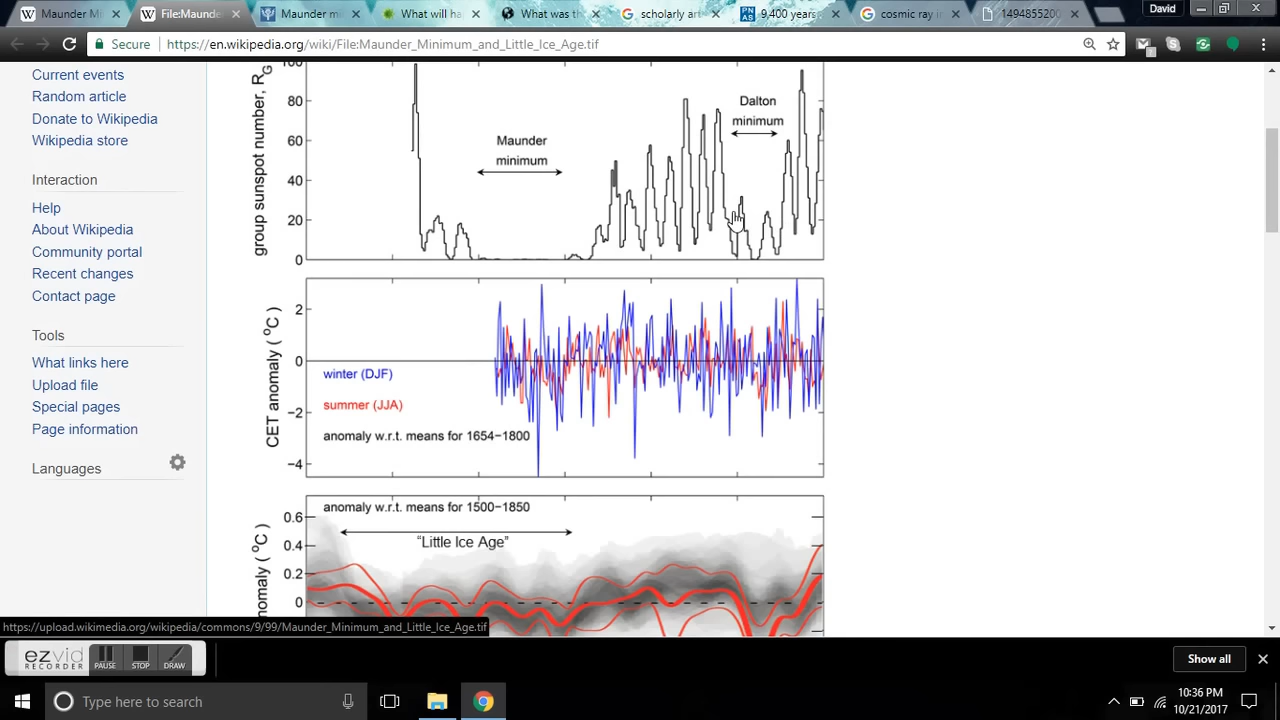 Maunder min
File:Maunde
Maunder mi
What will ha
What was th
scholarly art
9,400 years
cosmic ray in
1494855200
David
Secure
https://en.wikipedia.org/wiki/File:Maunder_Minimum_and_Little_Ice_Age.tif
Current events
Random article
Donate to Wikipedia
Wikipedia store
Interaction
Help
About Wikipedia
Community portal
Recent changes
Contact page
Tools
What links here
Upload file
Special pages
Page information
Languages
group sunspot number, RG
100
80
60
40
20
0
Maunder
minimum
Dalton
minimum
CET anomaly (°C)
2
0
−2
−4
winter (DJF)
summer (JJA)
anomaly w.r.t. means for 1654−1800
nomaly (°C)
0.6
0.4
0.2
0
anomaly w.r.t. means for 1500−1850
“Little Ice Age”
https://upload.wikimedia.org/wikipedia/commons/9/99/Maunder_Minimum_and_Little_Ice_Age.tif
ezvid
RECORDER
PAUSE
STOP
DRAW
Show all
Type here to search
10:36 PM
10/21/2017